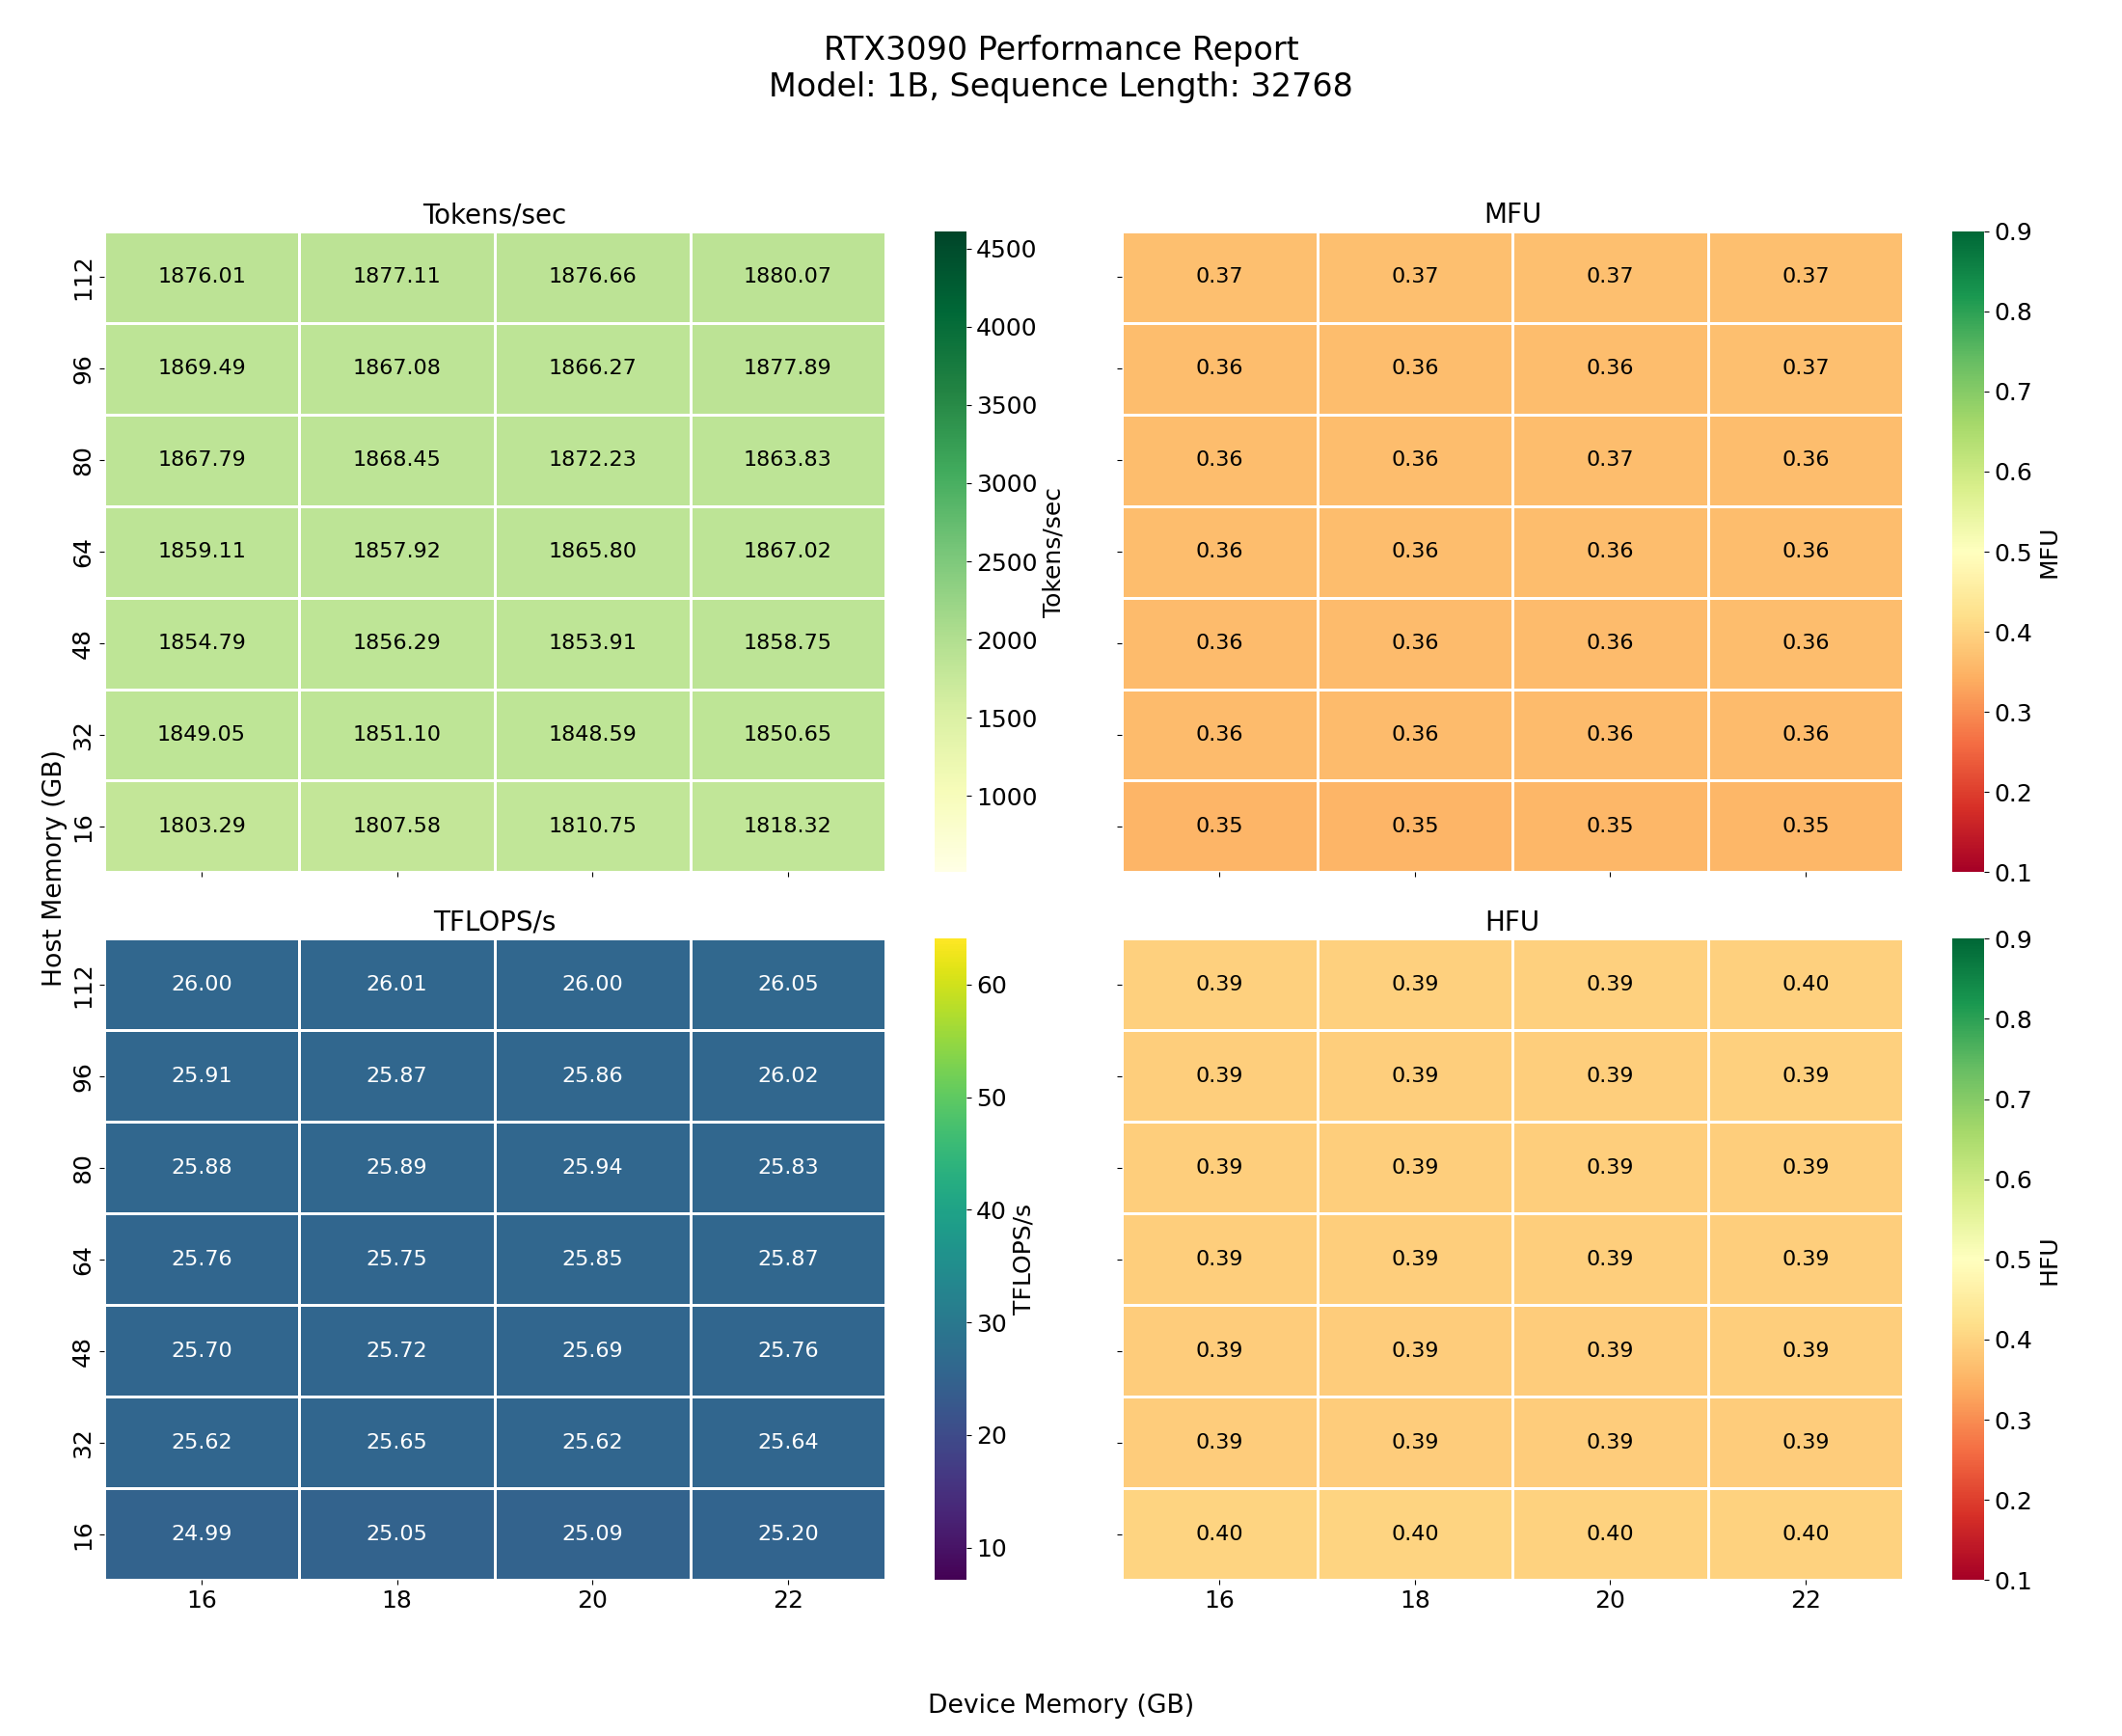 RTX3090 Performance Report
Model: 1B, Sequence Length: 32768
Tokens/sec
112 1876.01 1877.11 1876.66 1880.07
96 1869.49 1867.08 1866.27 1877.89
80 1867.79 1868.45 1872.23 1863.83
64 1859.11 1857.92 1865.80 1867.02
48 1854.79 1856.29 1853.91 1858.75
32 1849.05 1851.10 1848.59 1850.65
16 1803.29 1807.58 1810.75 1818.32
4500
4000
3500
3000
2500
2000
1500
1000
Tokens/sec
MFU
0.37 0.37 0.37 0.37
0.36 0.36 0.36 0.37
0.36 0.36 0.37 0.36
0.36 0.36 0.36 0.36
0.36 0.36 0.36 0.36
0.36 0.36 0.36 0.36
0.35 0.35 0.35 0.35
0.9
0.8
0.7
0.6
0.5
0.4
0.3
0.2
0.1
MFU
Host Memory (GB)
TFLOPS/s
112 26.00 26.01 26.00 26.05
96 25.91 25.87 25.86 26.02
80 25.88 25.89 25.94 25.83
64 25.76 25.75 25.85 25.87
48 25.70 25.72 25.69 25.76
32 25.62 25.65 25.62 25.64
16 24.99 25.05 25.09 25.20
16 18 20 22
60
50
40
30
20
10
TFLOPS/s
HFU
0.39 0.39 0.39 0.40
0.39 0.39 0.39 0.39
0.39 0.39 0.39 0.39
0.39 0.39 0.39 0.39
0.39 0.39 0.39 0.39
0.39 0.39 0.39 0.39
0.40 0.40 0.40 0.40
16 18 20 22
0.9
0.8
0.7
0.6
0.5
0.4
0.3
0.2
0.1
HFU
Device Memory (GB)